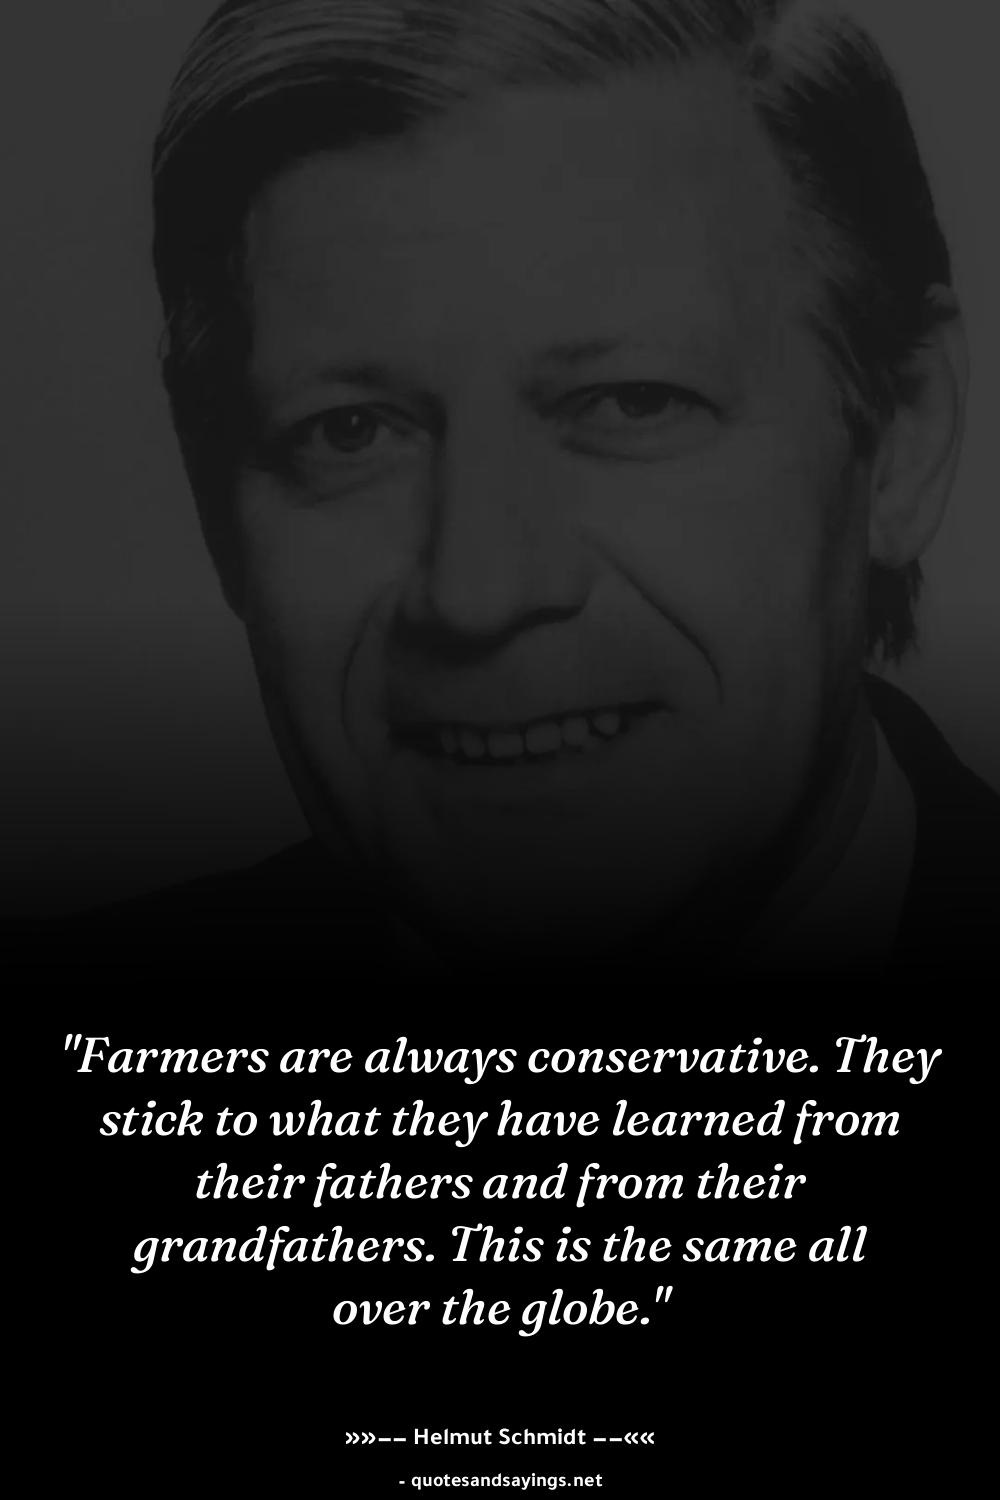 "Farmers are always conservative. They
stick to what they have learned from
their fathers and from their
grandfathers. This is the same all
over the globe."
»»−− Helmut Schmidt −−««
- quotesandsayings.net